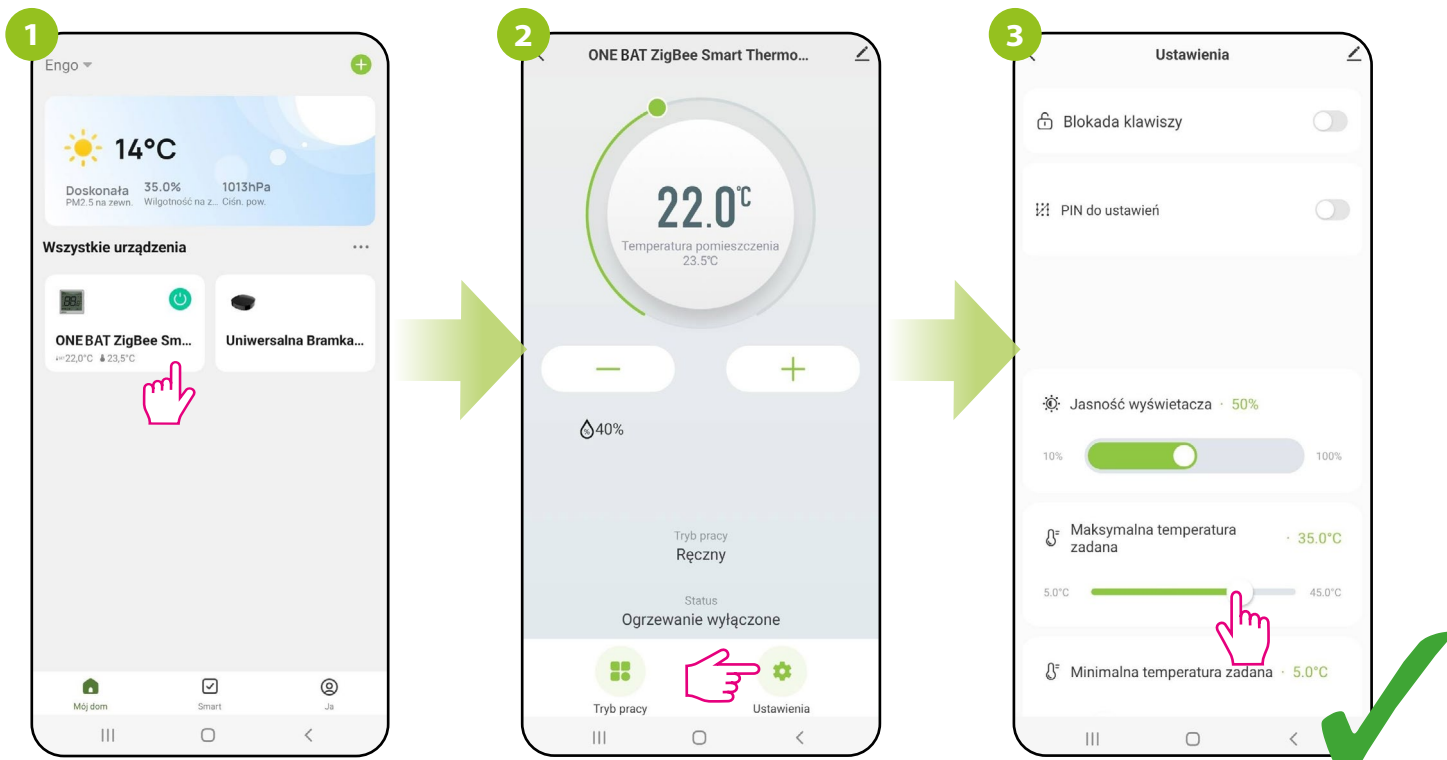 1
Engo
14°C
Doskonała 35.0% 1013hPa
PM2.5 na zewn. Wilgotność na z... Ciśn. pow.
Wszystkie urządzenia
ONE BAT ZigBee Sm...
22,0°C 23,5°C
Uniwersalna Bramka...
Mój dom Smart Ja
2
ONE BAT ZigBee Smart Thermo...
22.0°C
Temperatura pomieszczenia
23.5°C
40%
Tryb pracy
Ręczny
Status
Ogrzewanie wyłączone
Tryb pracy Ustawienia
3
Ustawienia
Blokada klawiszy
PIN do ustawień
Jasność wyświetacza · 50%
10% 100%
Maksymalna temperatura
zadana · 35.0°C
5.0°C 45.0°C
Minimalna temperatura zadana · 5.0°C